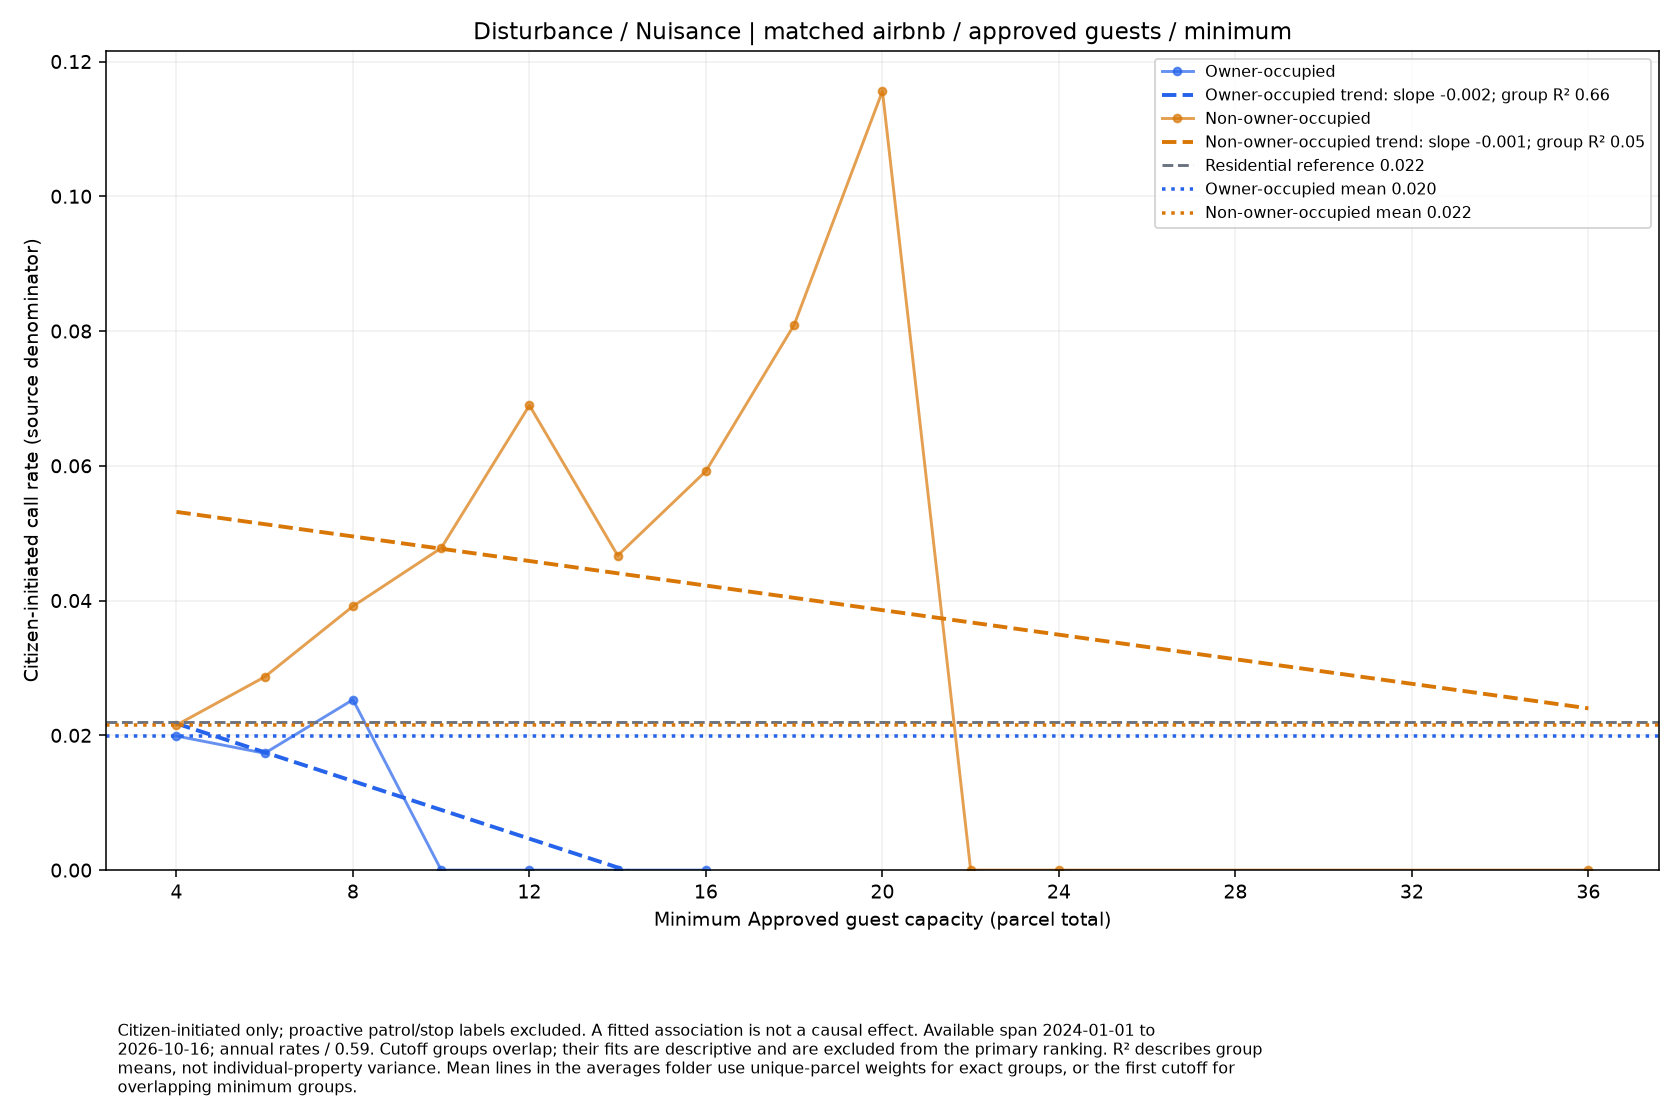 Disturbance / Nuisance | matched airbnb / approved guests / minimum
Citizen-initiated call rate (source denominator)
0.12
0.10
0.08
0.06
0.04
0.02
0.00
Owner-occupied
Owner-occupied trend: slope -0.002; group R² 0.66
Non-owner-occupied
Non-owner-occupied trend: slope -0.001; group R² 0.05
Residential reference 0.022
Owner-occupied mean 0.020
Non-owner-occupied mean 0.022
4 8 12 16 20 24 28 32 36
Minimum Approved guest capacity (parcel total)
Citizen-initiated only; proactive patrol/stop labels excluded. A fitted association is not a causal effect. Available span 2024-01-01 to
2026-10-16; annual rates / 0.59. Cutoff groups overlap; their fits are descriptive and are excluded from the primary ranking. R² describes group
means, not individual-property variance. Mean lines in the averages folder use unique-parcel weights for exact groups, or the first cutoff for
overlapping minimum groups.